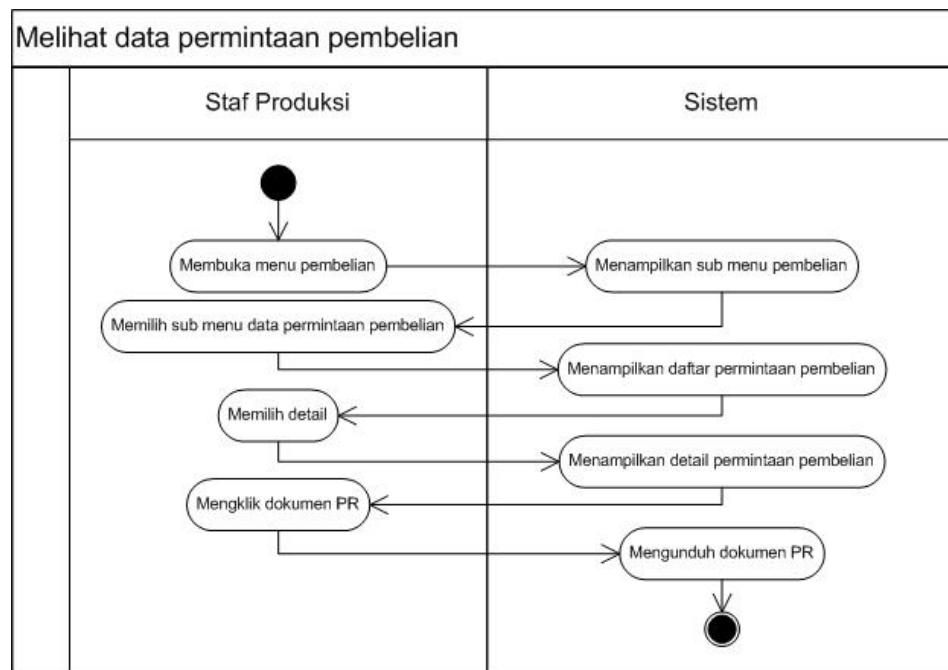 Melihat data permintaan pembelian
Staf Produksi
Sistem
Membuka menu pembelian
Menampilkan sub menu pembelian
Memilih sub menu data permintaan pembelian
Menampilkan daftar permintaan pembelian
Memilih detail
Menampilkan detail permintaan pembelian
Mengklik dokumen PR
Mengunduh dokumen PR